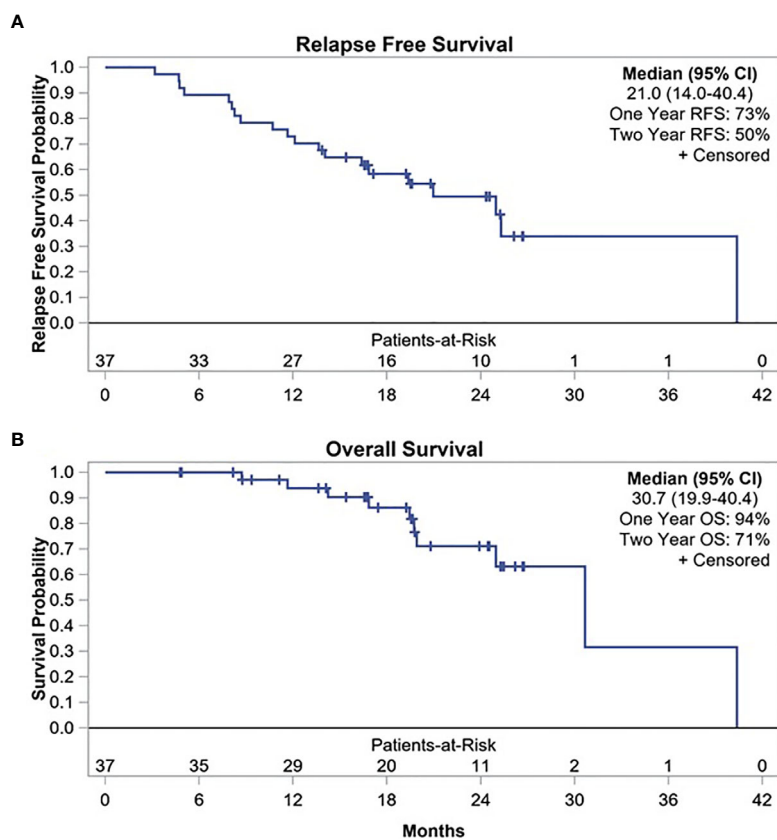 A
Relapse Free Survival
Relapse Free Survival Probability
1.0
0.9
0.8
0.7
0.6
0.5
0.4
0.3
0.2
0.1
0.0
Median (95% CI)
21.0 (14.0-40.4)
One Year RFS: 73%
Two Year RFS: 50%
+ Censored
Patients-at-Risk
37 33 27 16 10 1 1 0
0 6 12 18 24 30 36 42
B
Overall Survival
Survival Probability
1.0
0.9
0.8
0.7
0.6
0.5
0.4
0.3
0.2
0.1
0.0
Median (95% CI)
30.7 (19.9-40.4)
One Year OS: 94%
Two Year OS: 71%
+ Censored
Patients-at-Risk
37 35 29 20 11 2 1 0
0 6 12 18 24 30 36 42
Months